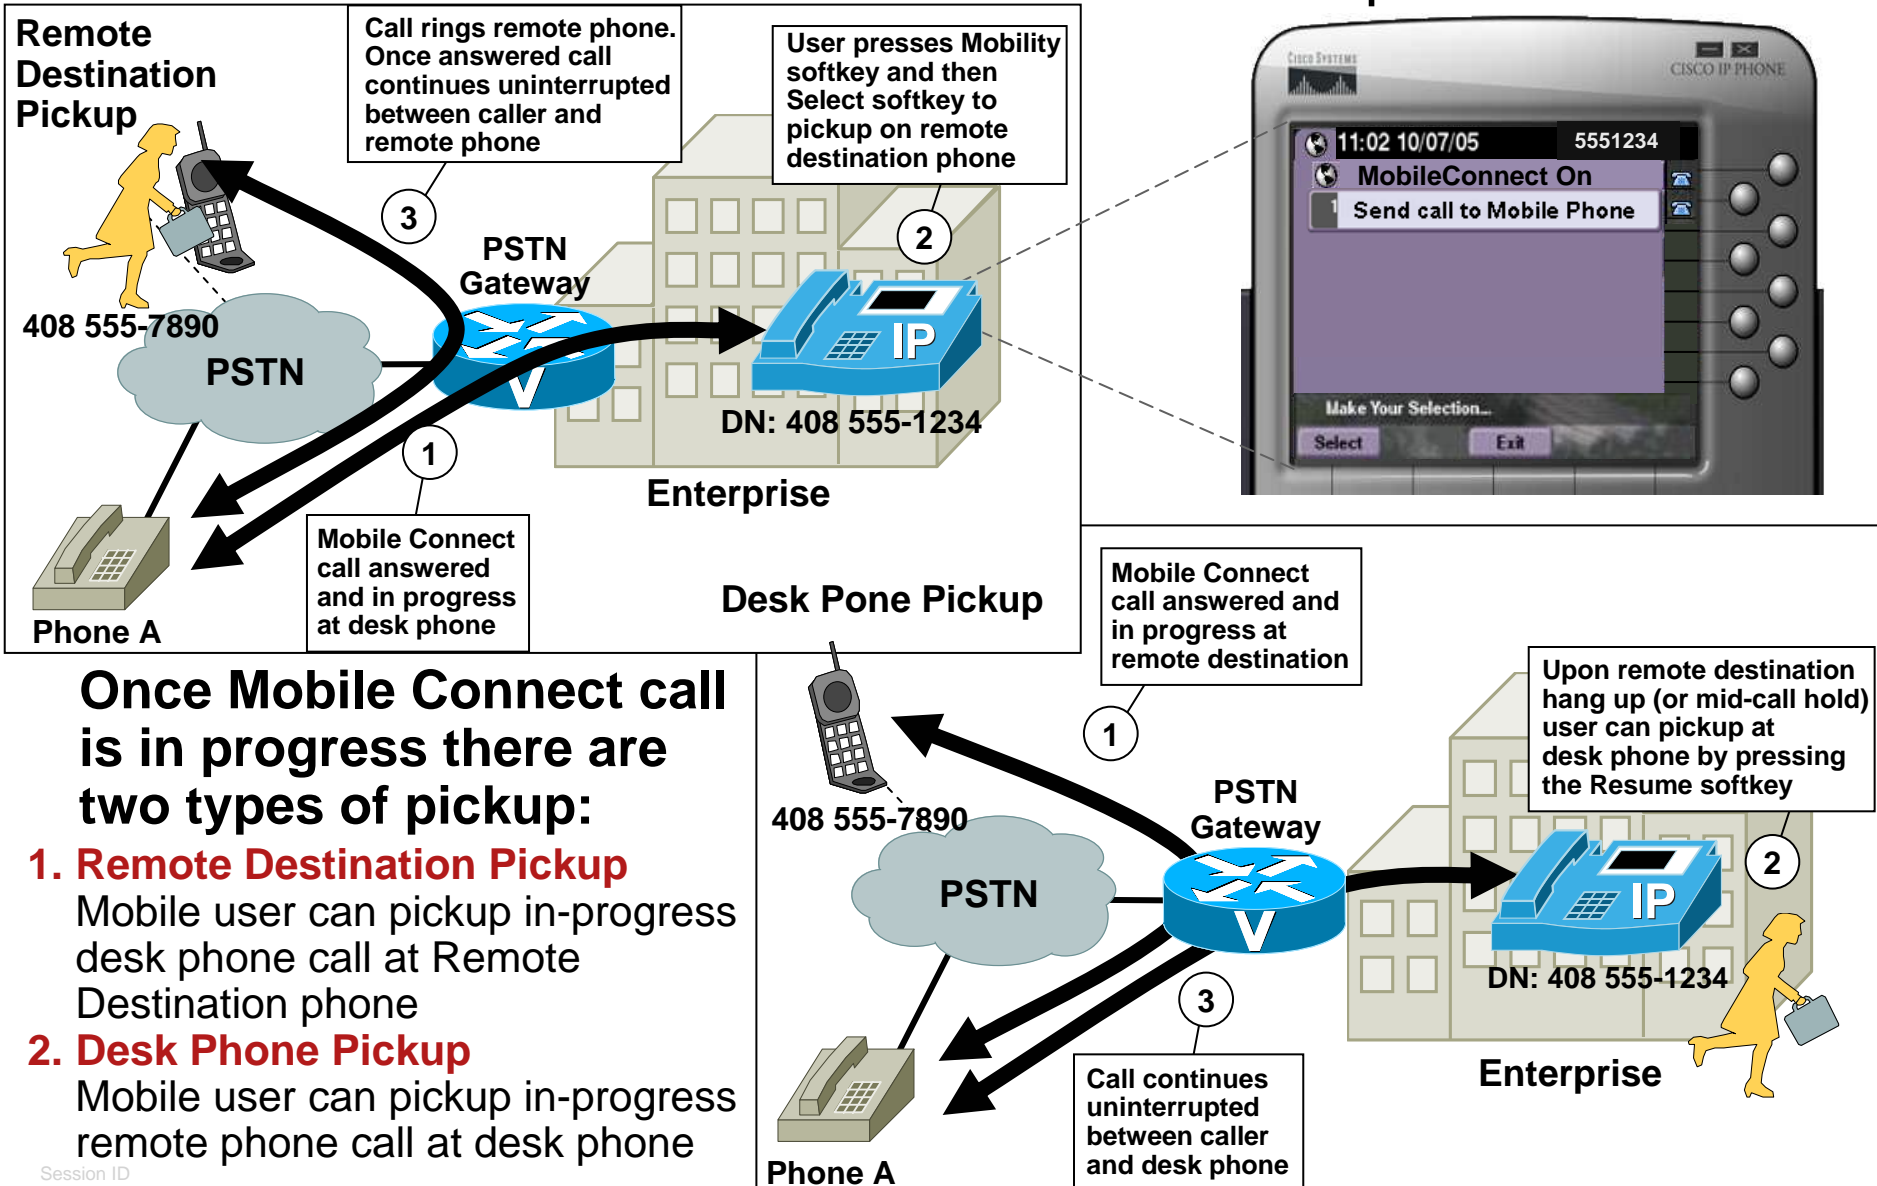 Remote
Destination
Pickup
Call rings remote phone.
Once answered call
continues uninterrupted
between caller and
remote phone
User presses Mobility
softkey and then
Select softkey to
pickup on remote
destination phone
3
2
PSTN
Gateway
408 555-7890
PSTN
V
IP
DN: 408 555-1234
1
Enterprise
Mobile Connect
call answered
and in progress
at desk phone
Phone A
CISCO SYSTEMS
CISCO IP PHONE
11:02 10/07/05
5551234
MobileConnect On
1
Send call to Mobile Phone
Make Your Selection...
Select
Exit
Desk Pone Pickup
Mobile Connect
call answered and
in progress at
remote destination
1
Upon remote destination
hang up (or mid-call hold)
user can pickup at
desk phone by pressing
the Resume softkey
2
408 555-7890
PSTN
Gateway
PSTN
V
IP
DN: 408 555-1234
3
Enterprise
Call continues
uninterrupted
between caller
and desk phone
Phone A
Once Mobile Connect call
is in progress there are
two types of pickup:
1. Remote Destination Pickup
Mobile user can pickup in-progress
desk phone call at Remote
Destination phone
2. Desk Phone Pickup
Mobile user can pickup in-progress
remote phone call at desk phone
Session ID